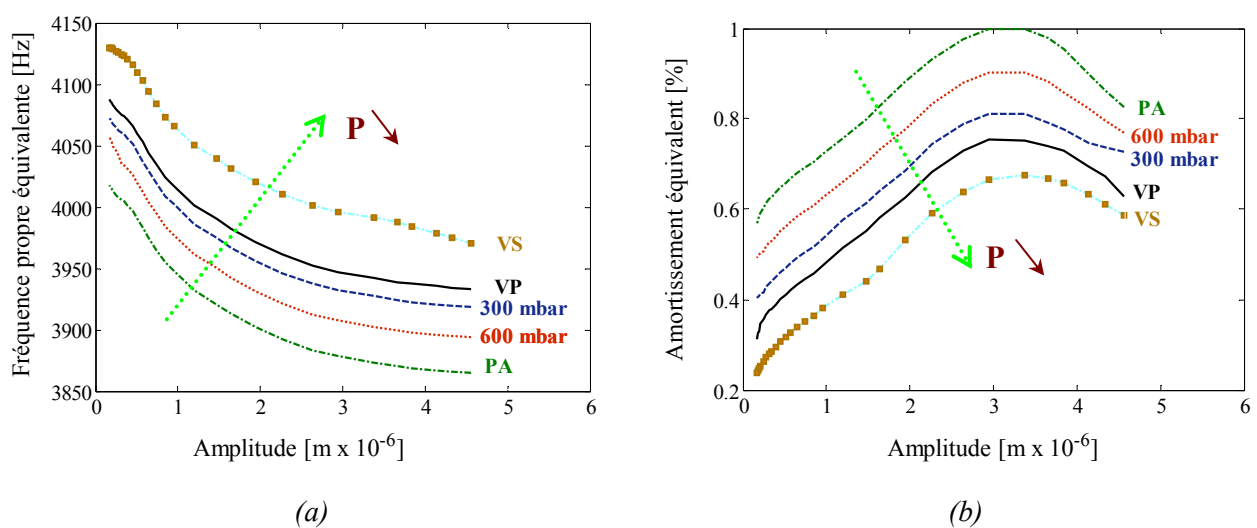 4150
4100
4050
4000
3950
3900
3850
0
1
2
3
4
5
6
Fréquence propre équivalente [Hz]
Amplitude [m x 10-6]
P
VS
VP
300 mbar
600 mbar
PA
(a)
1
0.8
0.6
0.4
0.2
0
1
2
3
4
5
6
Amortissement équivalent [%]
Amplitude [m x 10-6]
PA
600 mbar
300 mbar
VP
VS
P
(b)